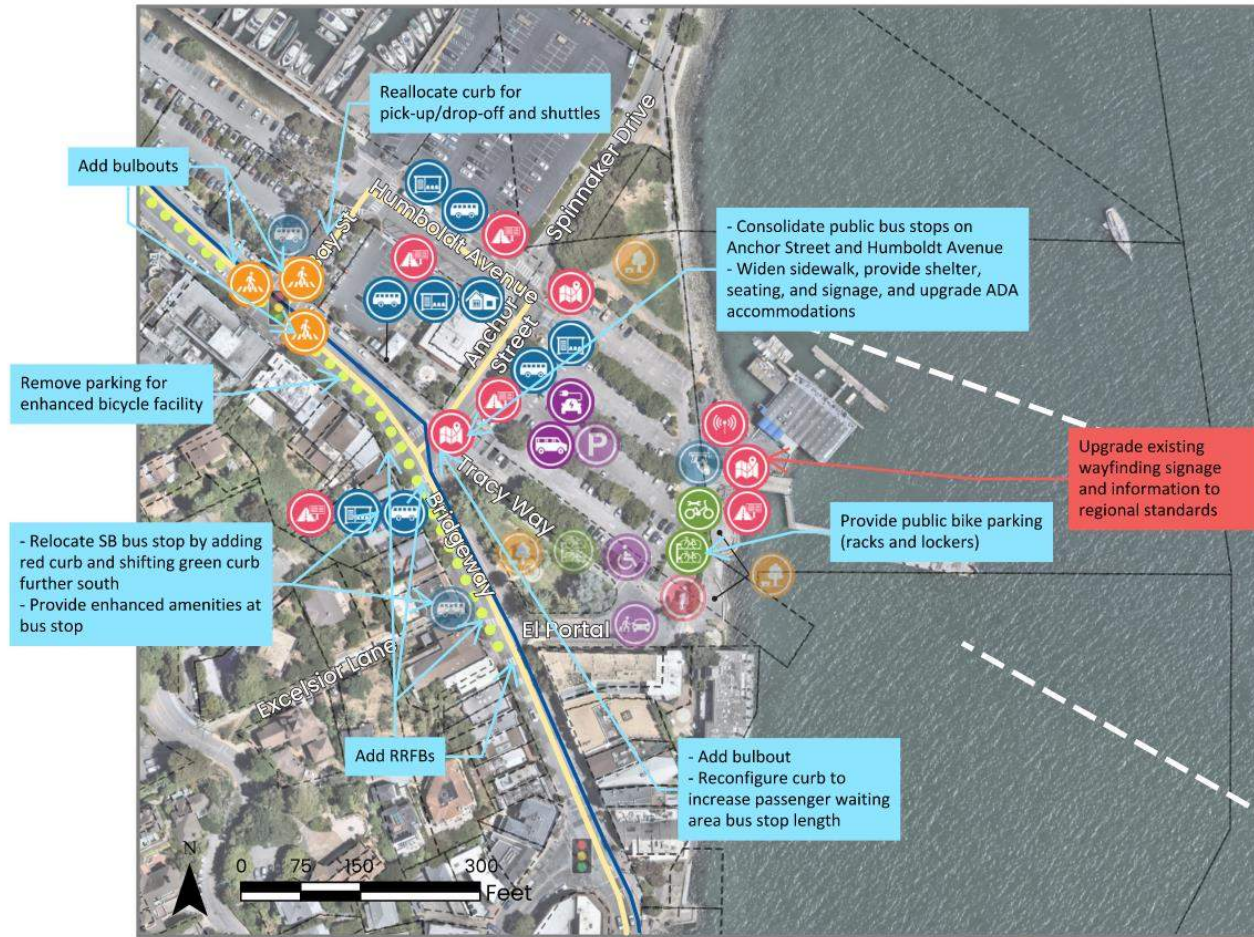 Reallocate curb for
pick-up/drop-off and shuttles
Add bulbouts
Spinnaker Drive
Humboldt Avenue
Bay St
- Consolidate public bus stops on
Anchor Street and Humboldt Avenue
- Widen sidewalk, provide shelter,
seating, and signage, and upgrade ADA
accommodations
Anchor
Street
Remove parking for
enhanced bicycle facility
P
Upgrade existing
wayfinding signage
and information to
regional standards
Tracy Way
Bridgeway
Provide public bike parking
(racks and lockers)
- Relocate SB bus stop by adding
red curb and shifting green curb
further south
- Provide enhanced amenities at
bus stop
El Portal
Excelsior Lane
Add RRFBs
- Add bulbout
- Reconfigure curb to
increase passenger waiting
area bus stop length
N
0 75 150 300
Feet